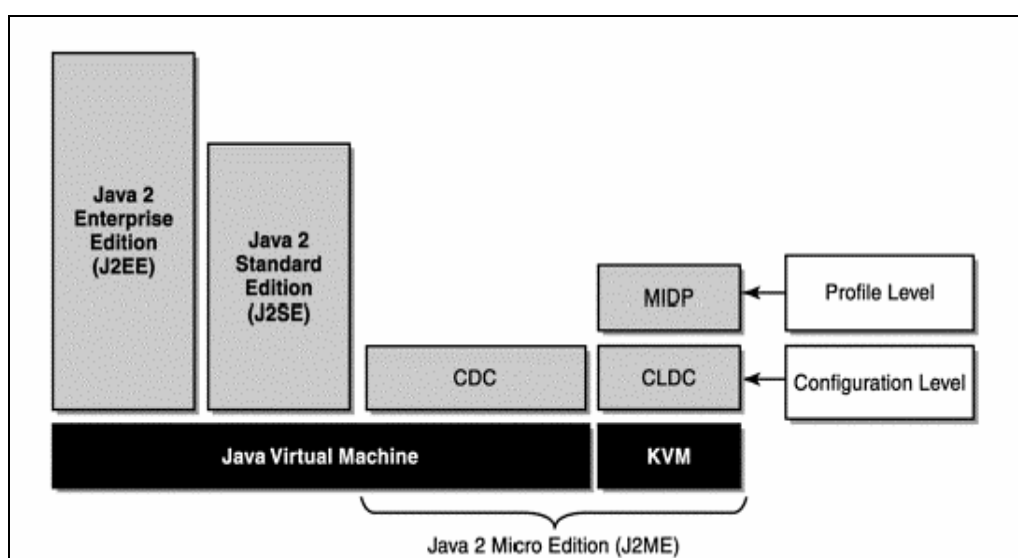 Java 2
Enterprise
Edition
(J2EE)
Java 2
Standard
Edition
(J2SE)
MIDP
Profile Level
CDC
CLDC
Configuration Level
Java Virtual Machine
KVM
Java 2 Micro Edition (J2ME)